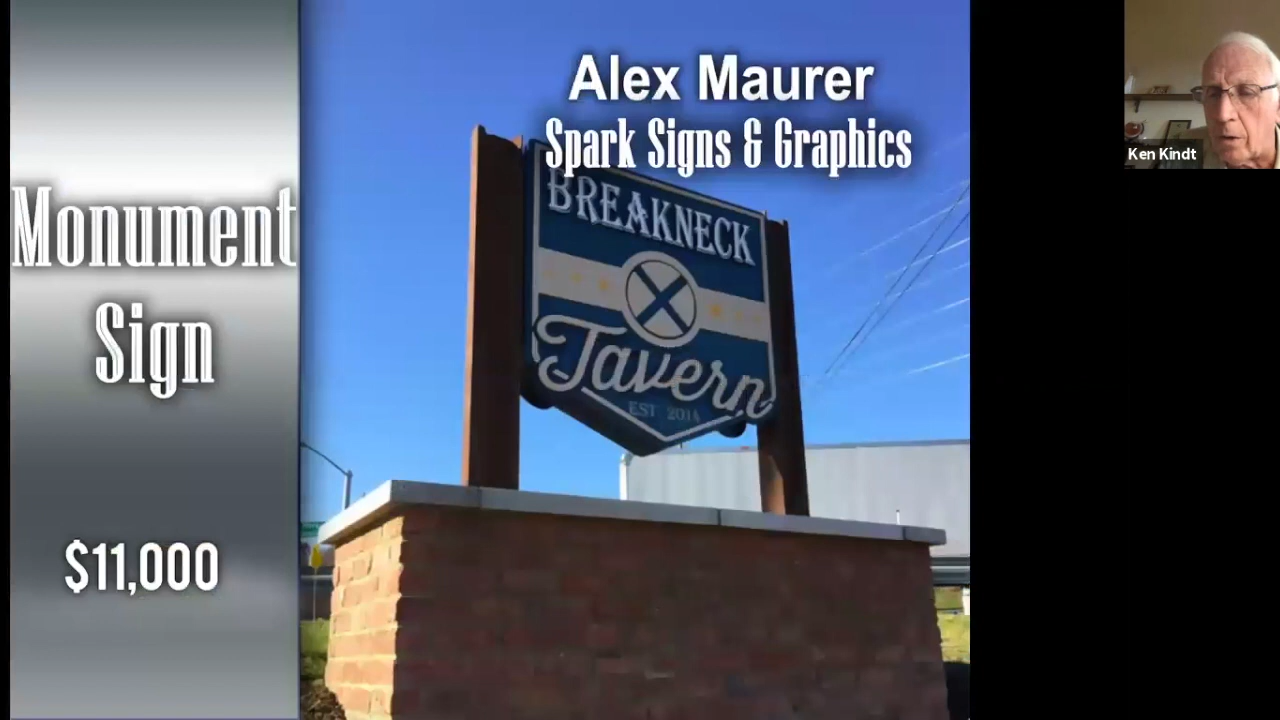 Monument
Sign
$11,000
Alex Maurer
Spark Signs & Graphics
BREAKNECK
Tavern
EST. 2014
Ken Kindt